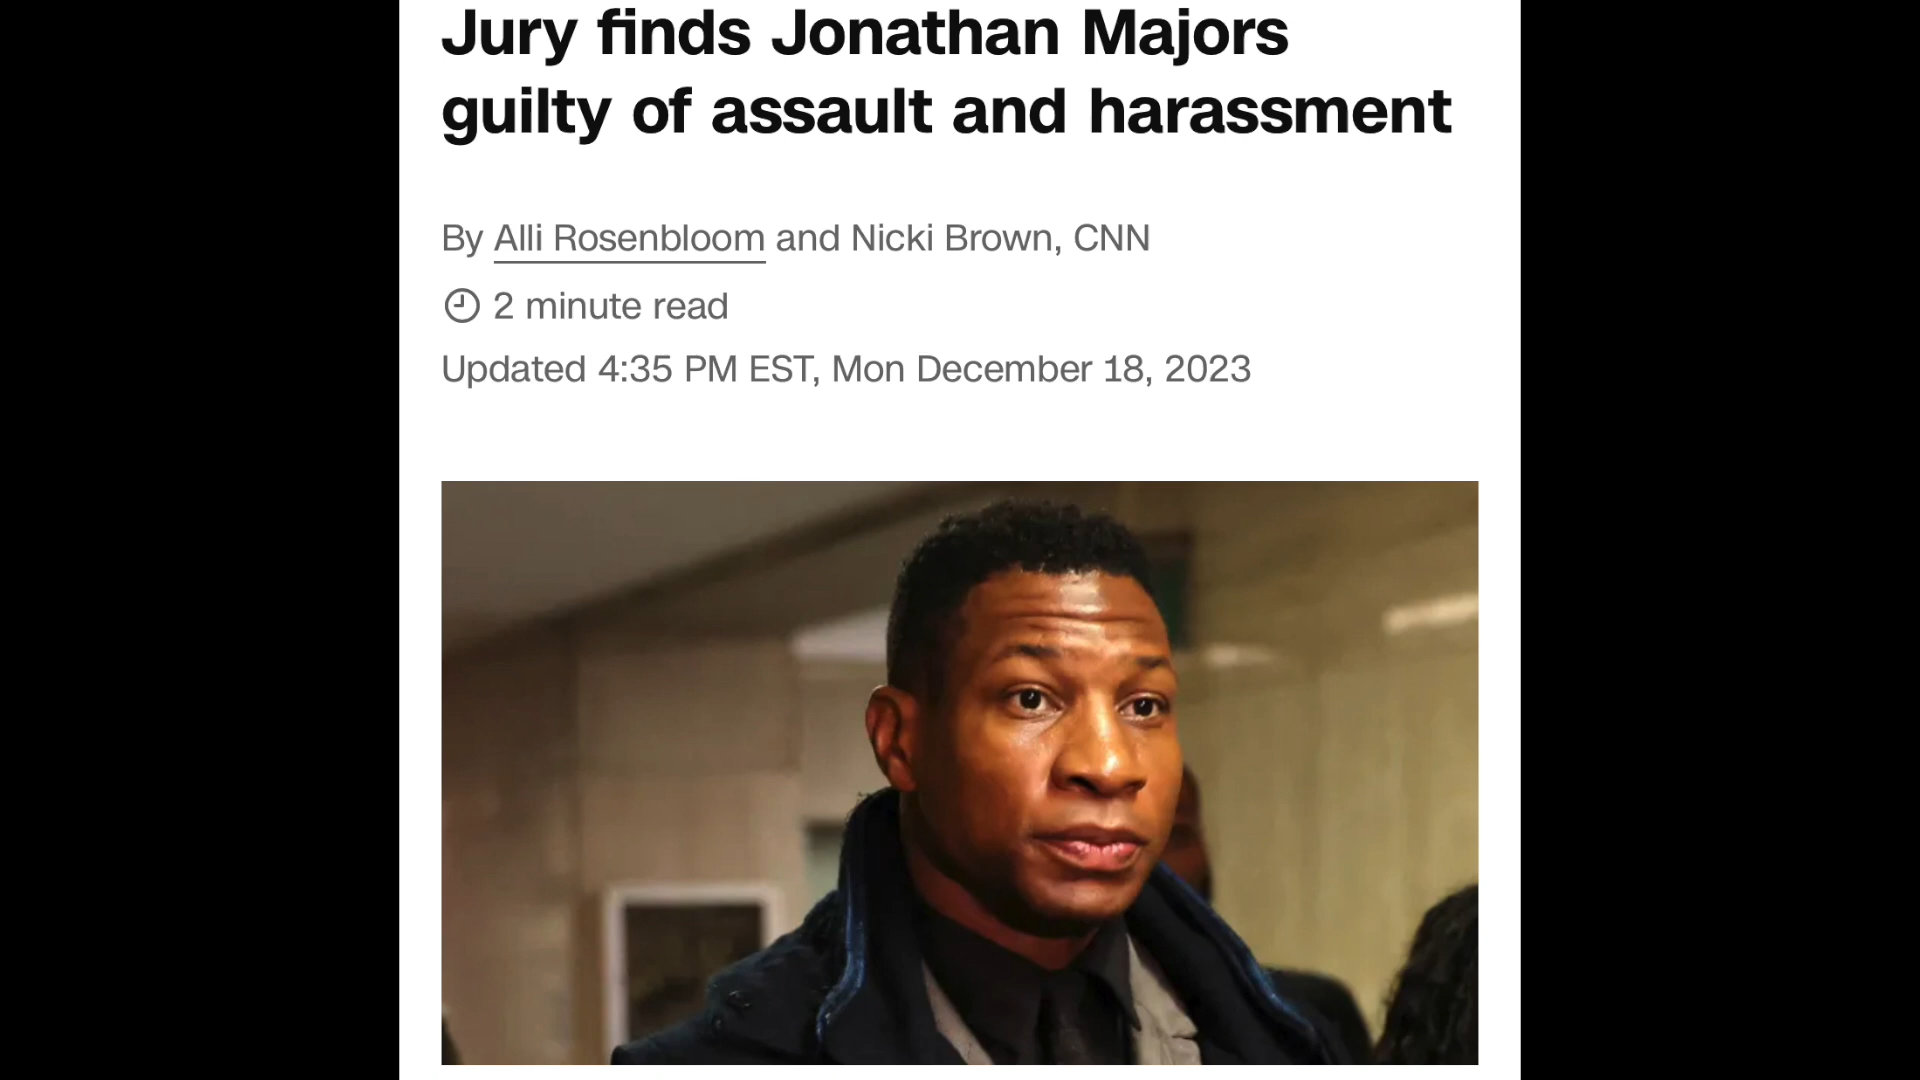 Jury finds Jonathan Majors
guilty of assault and harassment
By Alli Rosenbloom and Nicki Brown, CNN
2 minute read
Updated 4:35 PM EST, Mon December 18, 2023